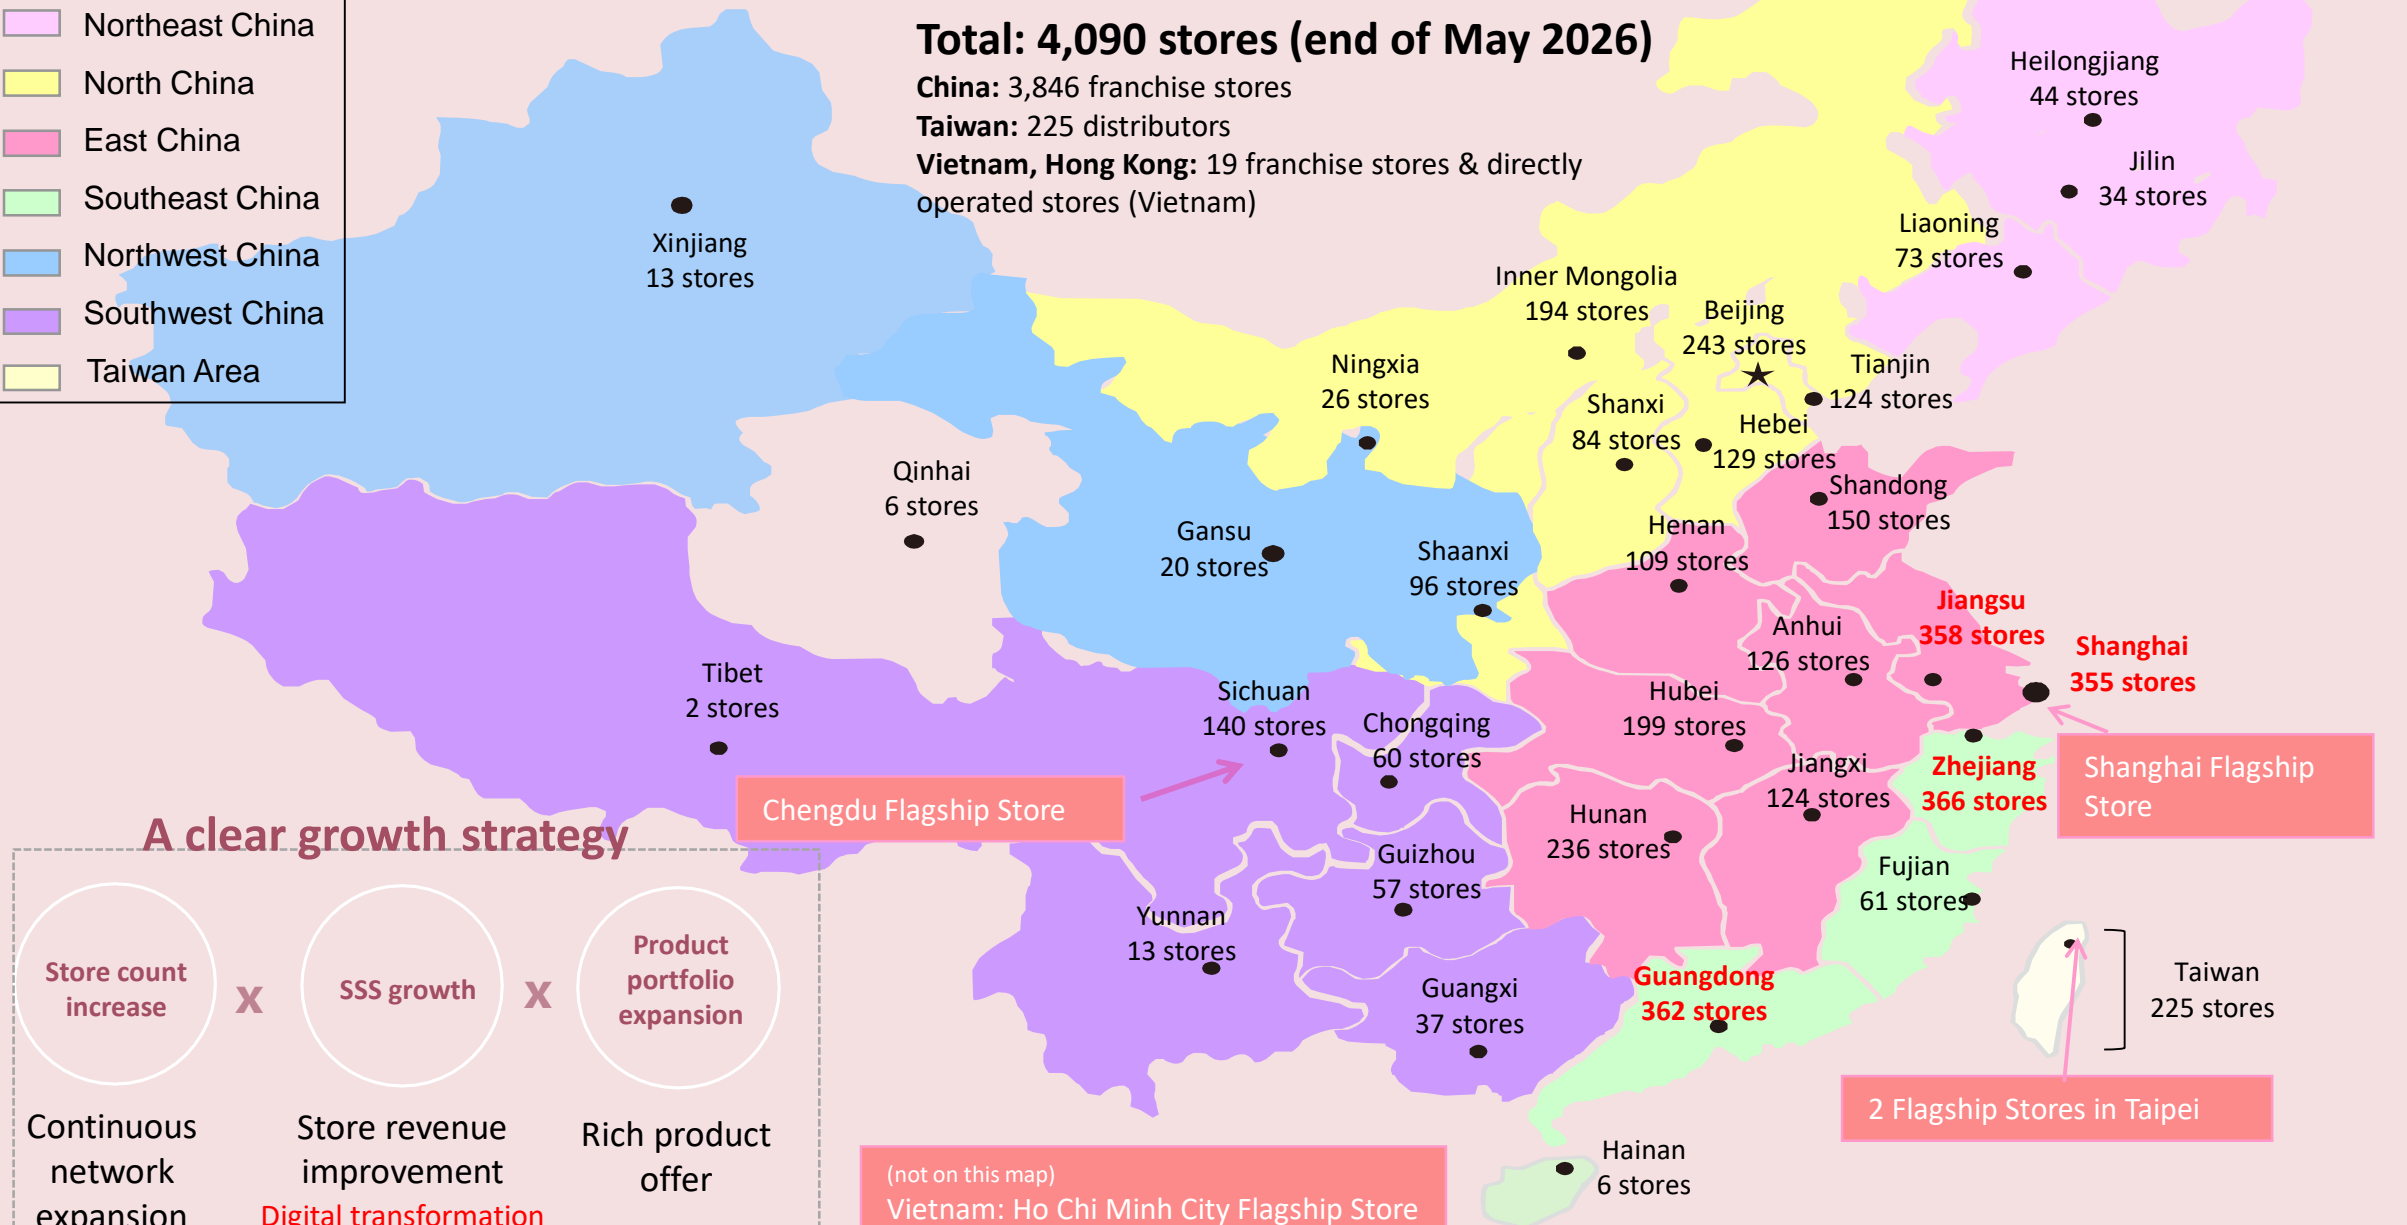 Northeast China
North China
East China
Southeast China
Northwest China
Southwest China
Taiwan Area
Total: 4,090 stores (end of May 2026)
China: 3,846 franchise stores
Taiwan: 225 distributors
Vietnam, Hong Kong: 19 franchise stores & directly
operated stores (Vietnam)
Heilongjiang
44 stores
Jilin
34 stores
Liaoning
73 stores
Xinjiang
13 stores
Inner Mongolia
194 stores
Beijing
243 stores
Ningxia
26 stores
Tianjin
124 stores
Shanxi
84 stores
Hebei
129 stores
Qinhai
6 stores
Shandong
150 stores
Gansu
20 stores
Shaanxi
96 stores
Henan
109 stores
Jiangsu
358 stores
Anhui
126 stores
Shanghai
355 stores
Tibet
2 stores
Sichuan
140 stores
Chongqing
60 stores
Hubei
199 stores
Jiangxi
124 stores
Zhejiang
366 stores
Shanghai Flagship
Store
Chengdu Flagship Store
Hunan
236 stores
Guizhou
57 stores
Fujian
61 stores
Yunnan
13 stores
Guangxi
37 stores
Guangdong
362 stores
Taiwan
225 stores
2 Flagship Stores in Taipei
Hainan
6 stores
(not on this map)
Vietnam: Ho Chi Minh City Flagship Store
A clear growth strategy
Store count
increase
x
SSS growth
x
Product
portfolio
expansion
Continuous
network
expansion
Store revenue
improvement
Digital transformation
Rich product
offer